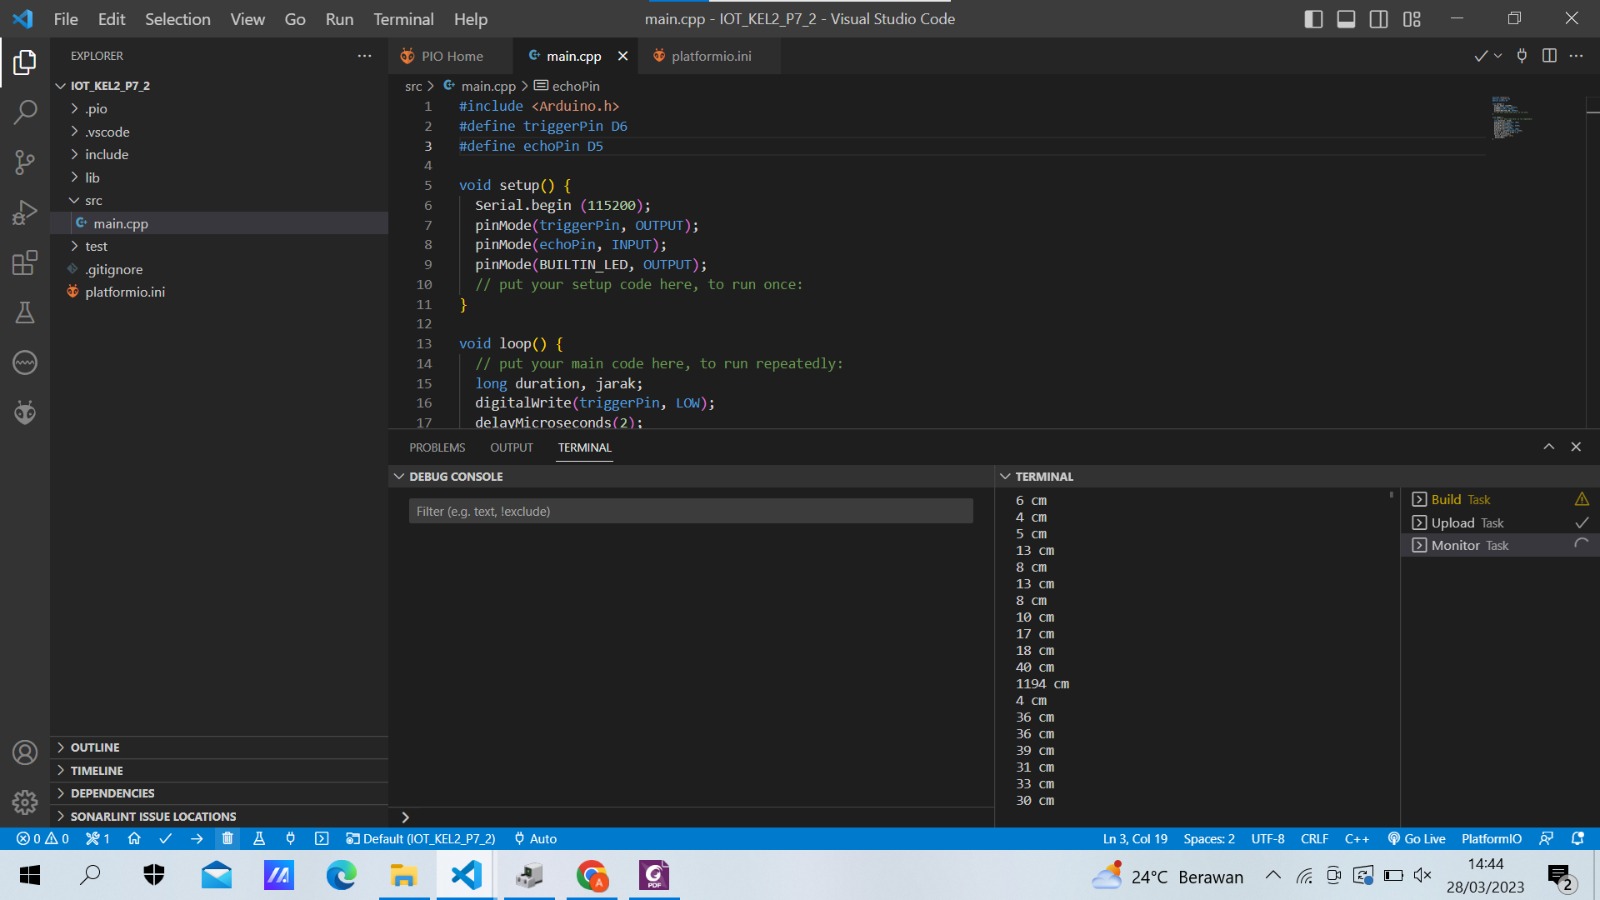 File Edit Selection View Go Run Terminal Help
main.cpp - IOT_KEL2_P7_2 - Visual Studio Code
EXPLORER
IOT_KEL2_P7_2
.pio
.vscode
include
lib
src
main.cpp
test
.gitignore
platformio.ini
OUTLINE
TIMELINE
DEPENDENCIES
SONARLINT ISSUE LOCATIONS
PIO Home main.cpp platformio.ini
src > main.cpp > echoPin
1 #include <Arduino.h>
2 #define triggerPin D6
3 #define echoPin D5
4
5 void setup() {
6 Serial.begin (115200);
7 pinMode(triggerPin, OUTPUT);
8 pinMode(echoPin, INPUT);
9 pinMode(BUILTIN_LED, OUTPUT);
10 // put your setup code here, to run once:
11 }
12
13 void loop() {
14 // put your main code here, to run repeatedly:
15 long duration, jarak;
16 digitalWrite(triggerPin, LOW);
17 delayMicroseconds(2);
PROBLEMS OUTPUT TERMINAL
DEBUG CONSOLE
Filter (e.g. text, !exclude)
TERMINAL
6 cm
4 cm
5 cm
13 cm
8 cm
13 cm
8 cm
10 cm
17 cm
18 cm
40 cm
1194 cm
4 cm
36 cm
36 cm
39 cm
31 cm
33 cm
30 cm
Build Task
Upload Task
Monitor Task
0 0 1 Default (IOT_KEL2_P7_2) Auto
Ln 3, Col 19 Spaces: 2 UTF-8 CRLF C++ Go Live PlatformIO
24°C Berawan
14:44
28/03/2023
2
A
PDF